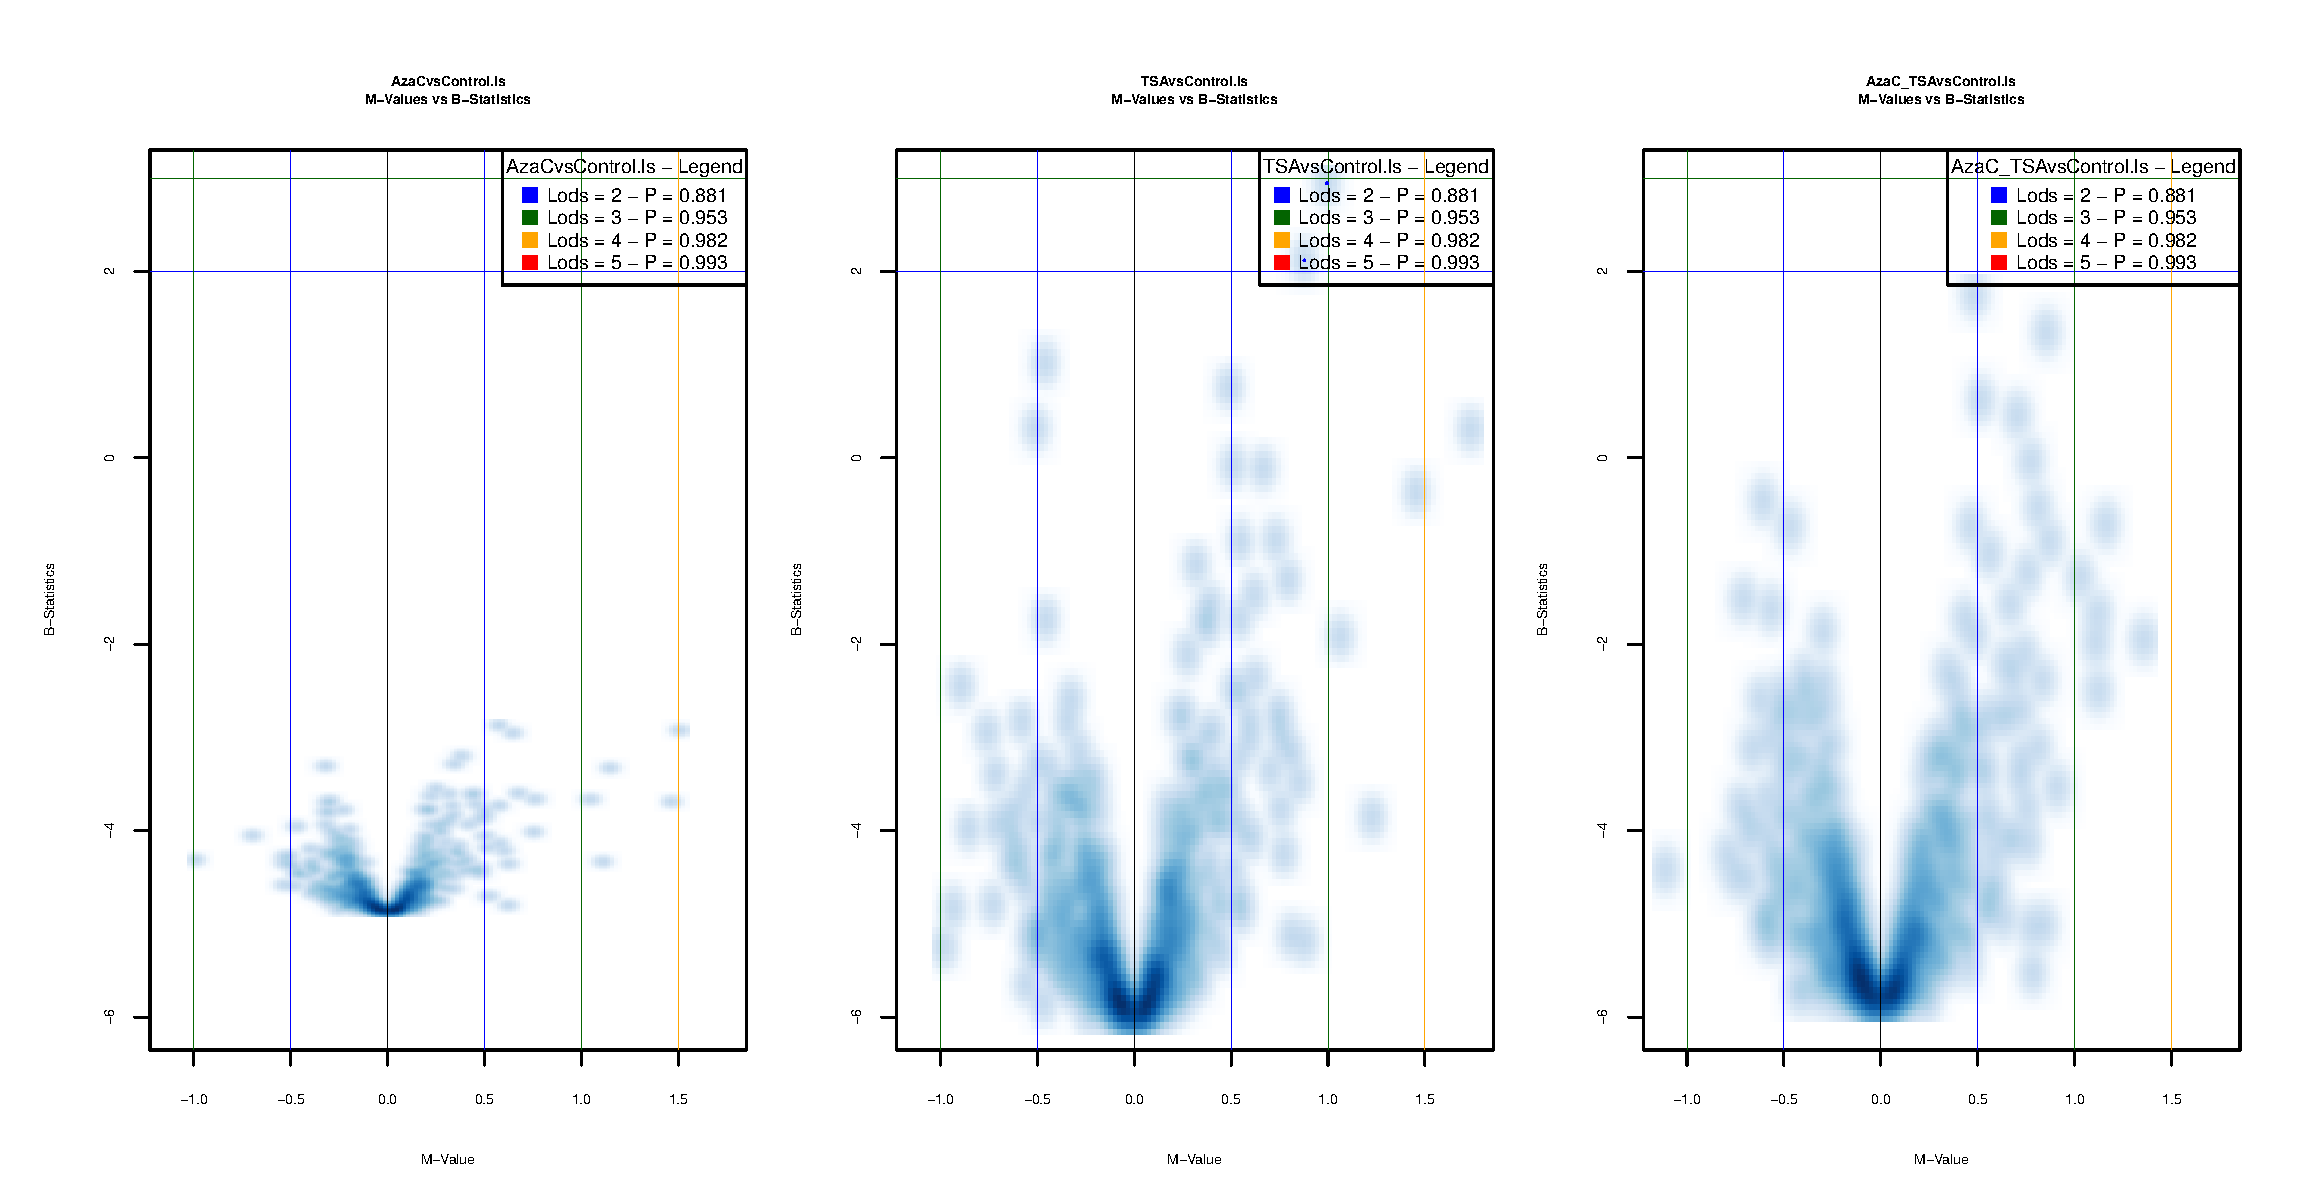 AzaCvsControl.ls
M−Values vs B−Statistics
AzaCvsControl.ls − Legend
Lods = 2 − P = 0.881
Lods = 3 − P = 0.953
Lods = 4 − P = 0.982
Lods = 5 − P = 0.993
2
0
−2
−4
−6
B−Statistics
−1.0 −0.5 0.0 0.5 1.0 1.5
M−Value
TSAvsControl.ls
M−Values vs B−Statistics
TSAvsControl.ls − Legend
Lods = 2 − P = 0.881
Lods = 3 − P = 0.953
Lods = 4 − P = 0.982
Lods = 5 − P = 0.993
2
0
−2
−4
−6
B−Statistics
−1.0 −0.5 0.0 0.5 1.0 1.5
M−Value
AzaC_TSAvsControl.ls
M−Values vs B−Statistics
AzaC_TSAvsControl.ls − Legend
Lods = 2 − P = 0.881
Lods = 3 − P = 0.953
Lods = 4 − P = 0.982
Lods = 5 − P = 0.993
2
0
−2
−4
−6
B−Statistics
−1.0 −0.5 0.0 0.5 1.0 1.5
M−Value